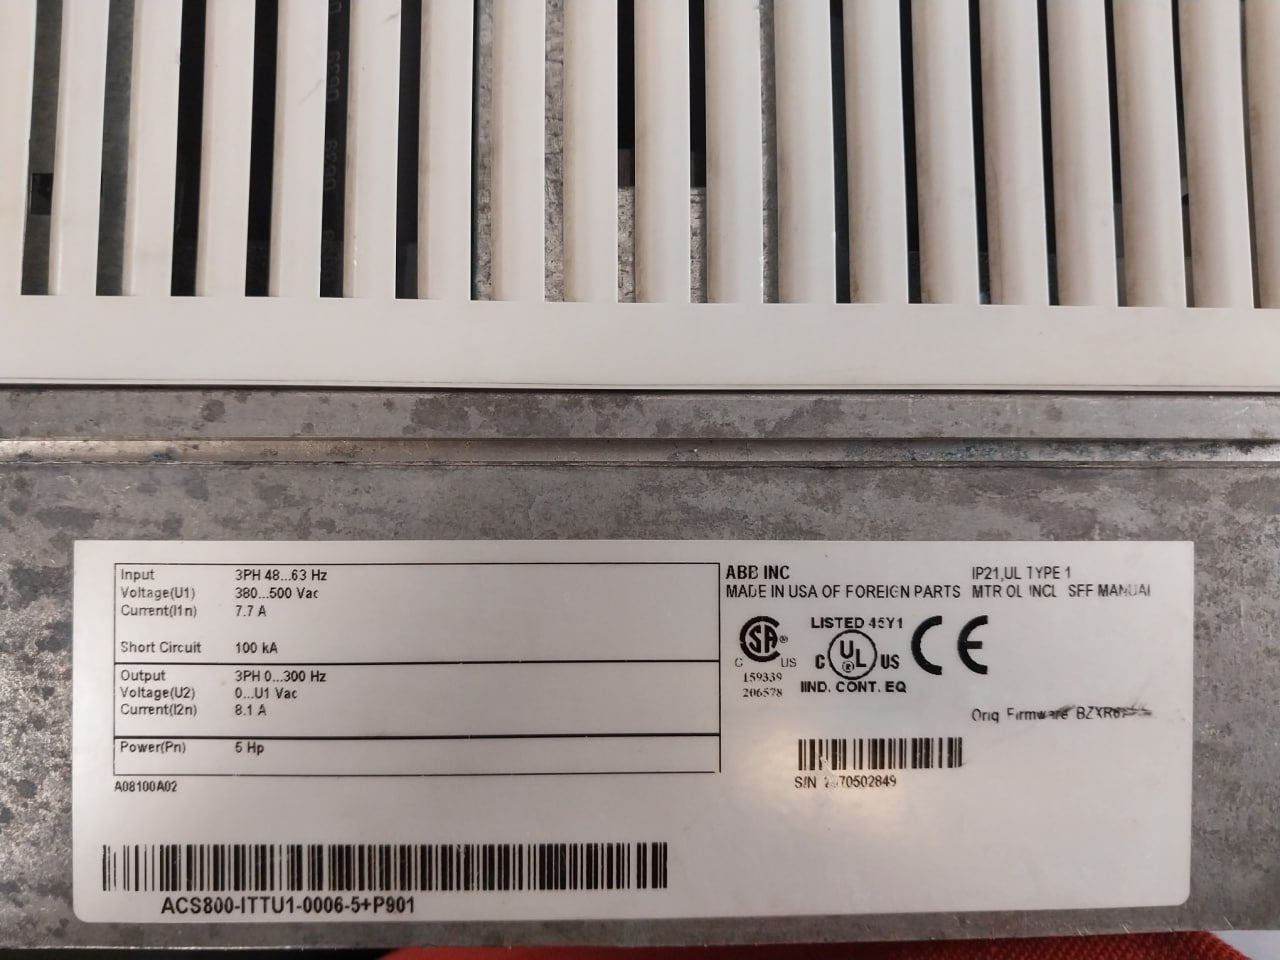 Input 3PH 48...63 Hz
Voltage(U1) 380...500 Vac
Current(I1n) 7.7 A
Short Circuit 100 kA
Output 3PH 0...300 Hz
Voltage(U2) 0...U1 Vac
Current(I2n) 8.1 A
Power(Pn) 5 Hp
A08100A02
ACS800-ITTU1-0006-5+P901
ABB INC
MADE IN USA OF FOREIGN PARTS
IP21,UL TYPE 1
MTR OL INCL SEE MANUAL
SA ®
C US
159339
206578
LISTED 45Y1
C UL ® US
IND. CONT. EQ
CE
Orig Firmware
S/N